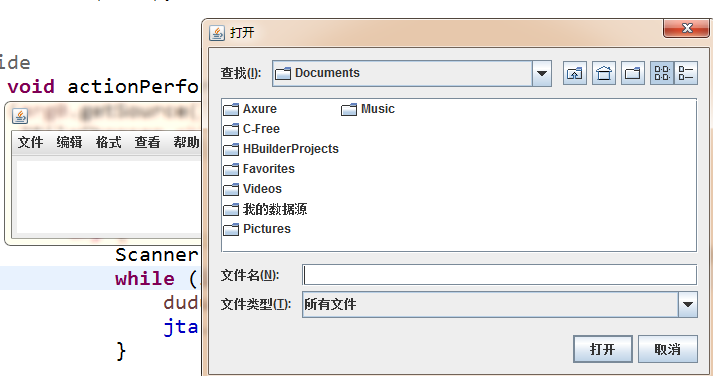 打开
ide
void actionPerfo
查找(I):
Documents
Axure
Music
C-Free
HBuilderProjects
Favorites
Videos
我的数据源
Pictures
文件 编辑 格式 查看 帮助
Scanner
while (
dudu
jta
}
文件名(N):
文件类型(T):
所有文件
打开
取消